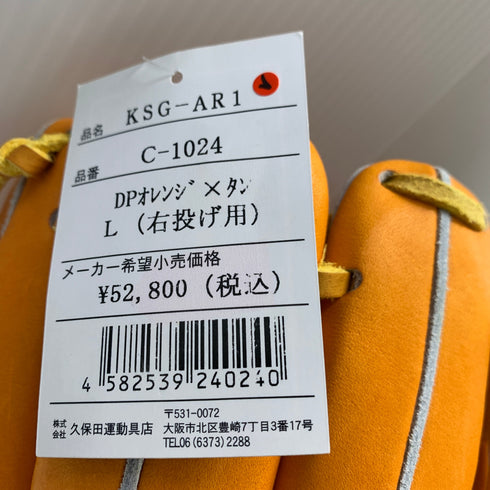 品名 KSG-AR1
品番 C-1024
DPオレンジ×タン
L (右投げ用)
メーカー希望小売価格
¥52,800 (税込)
4 582539 240240
〒531-0072
株式会社 久保田運動具店 大阪市北区豊崎7丁目3番17号
TEL06 (6373) 2288